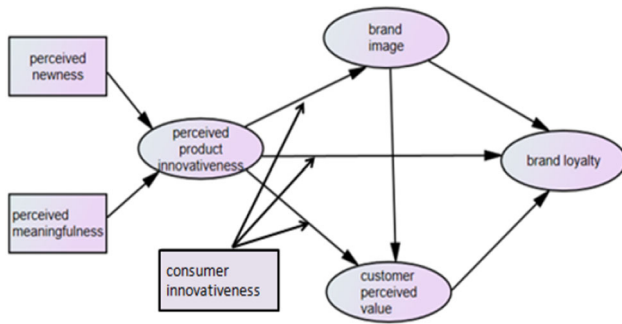 brand
image
perceived
newness
perceived
product
innovativeness
brand loyalty
perceived
meaningfulness
consumer
innovativeness
customer
perceived
value